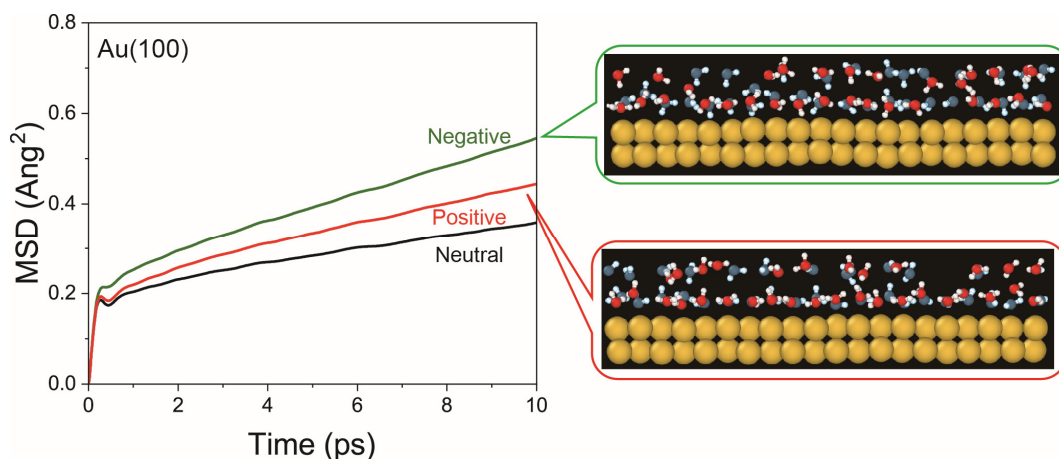 Au(100)
MSD (Ang²)
0.8
0.6
0.4
0.2
0.0
Negative
Positive
Neutral
0 2 4 6 8 10
Time (ps)